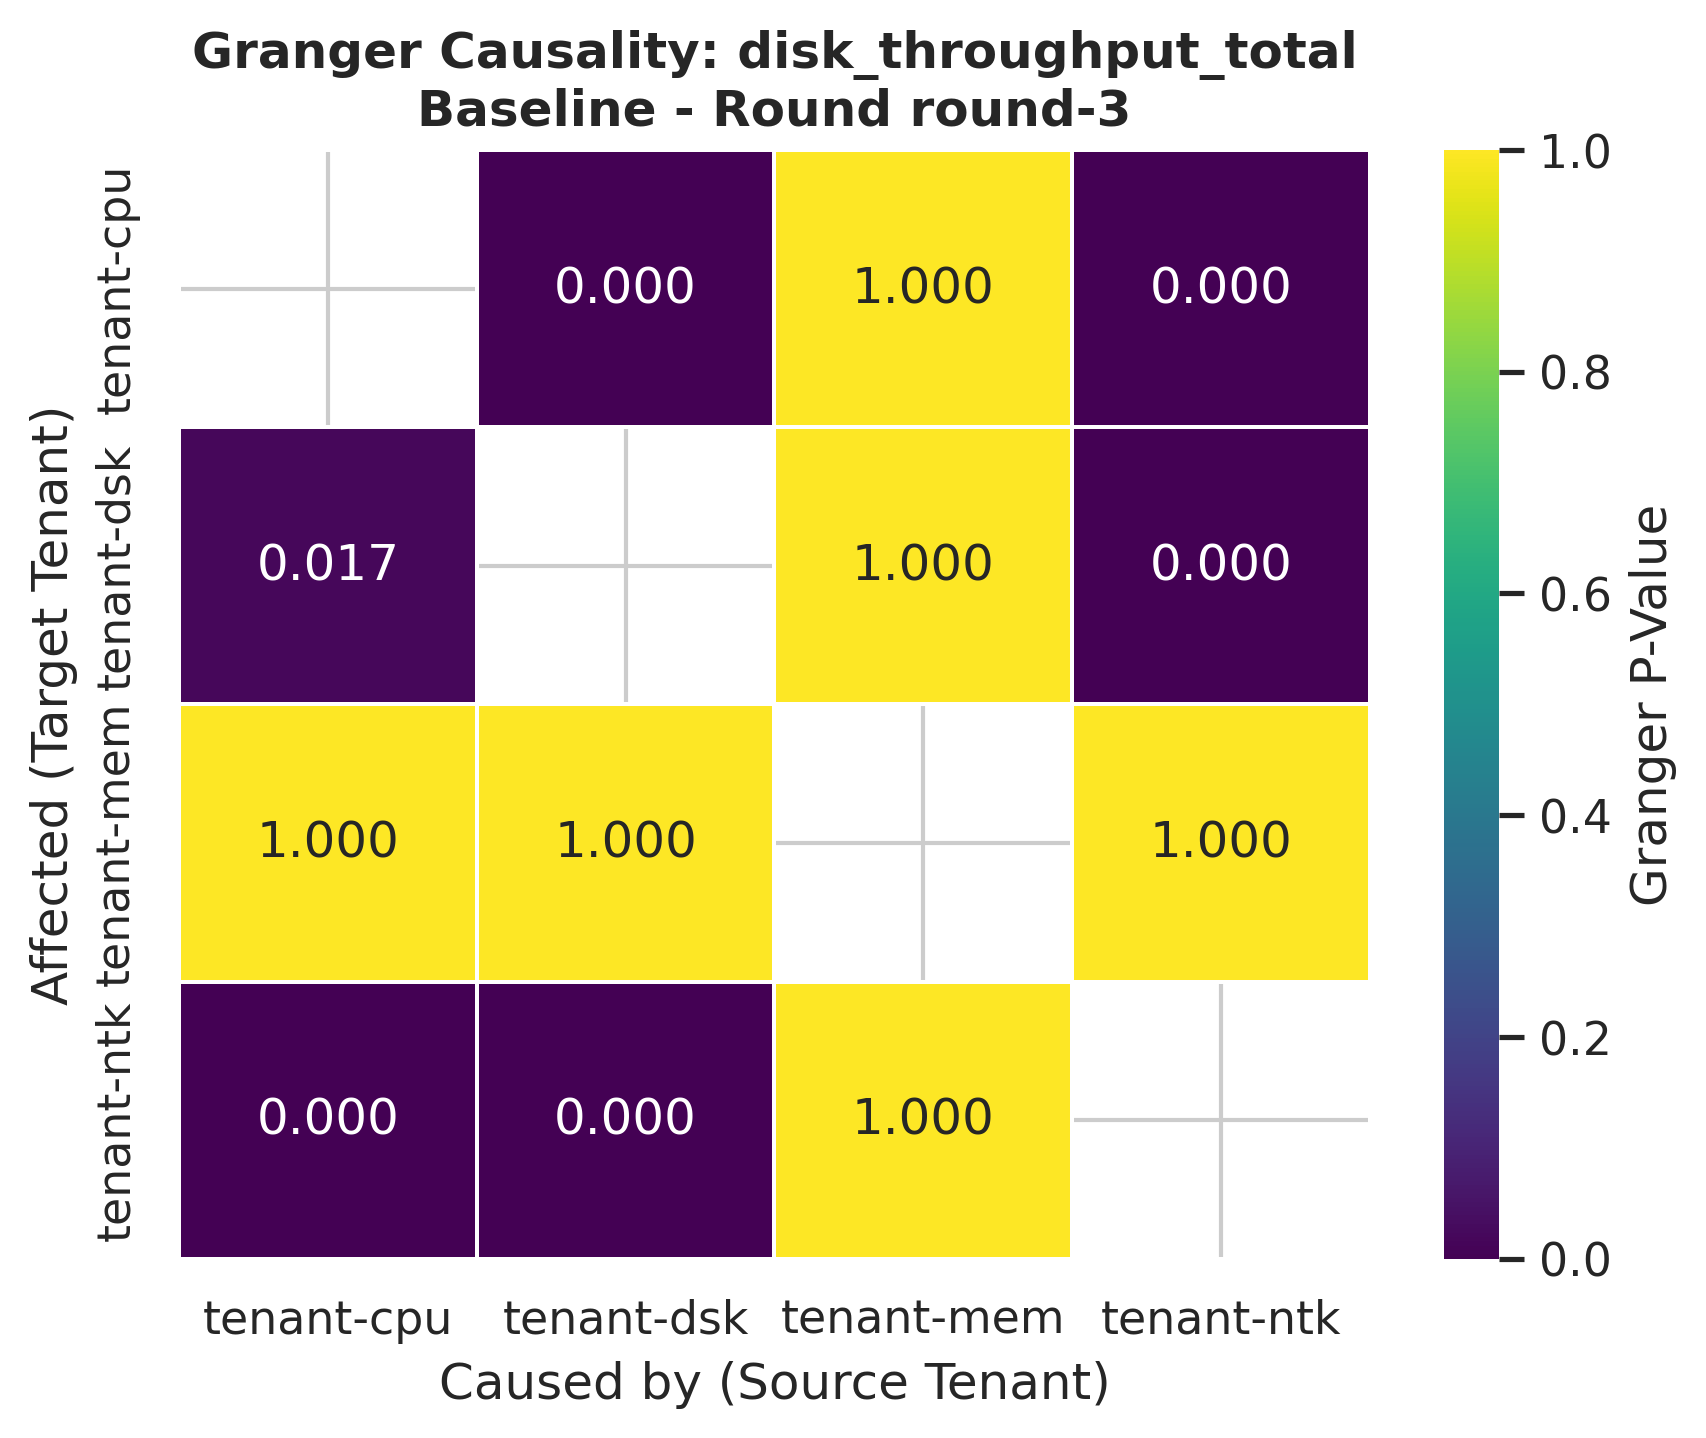 Granger Causality: disk_throughput_total
Baseline - Round round-3
Affected (Target Tenant)
tenant-cpu
0.000 1.000 0.000
tenant-dsk
0.017 1.000 0.000
tenant-mem
1.000 1.000 1.000
tenant-ntk
0.000 0.000 1.000
tenant-cpu tenant-dsk tenant-mem tenant-ntk
Caused by (Source Tenant)
1.0
0.8
0.6
0.4
0.2
0.0
Granger P-Value